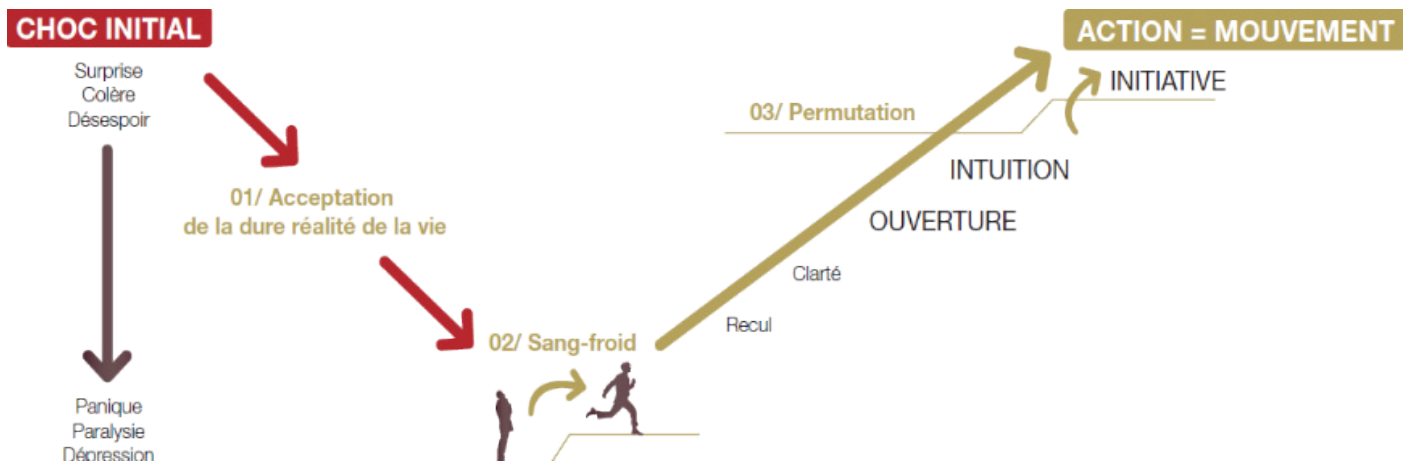 CHOC INITIAL
Surprise
Colère
Désespoir
Panique
Paralysie
Dépression
01/ Acceptation
de la dure réalité de la vie
02/ Sang-froid
Recul
Clarté
OUVERTURE
INTUITION
03/ Permutation
INITIATIVE
ACTION = MOUVEMENT